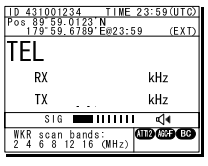 ID 431001234 TIME 23:59(UTC)
Pos 89°59.0123'N
179°59.6789'E@23:59 (EXT)
TEL
RX kHz
TX kHz
SIG
WKR scan bands: ATT12 AGCF BC
2 4 6 8 12 16 (MHz)